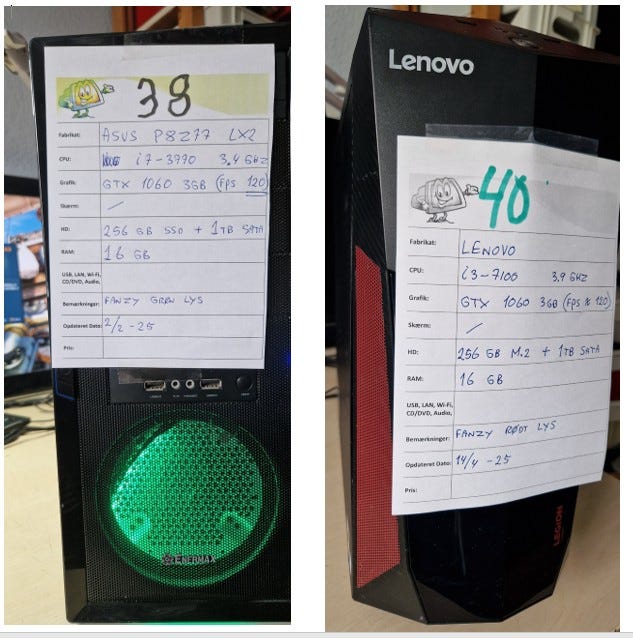 38
Fabrikat: ASUS P8Z77 LX2
CPU: i7-3770 3.4 GHZ
Grafik: GTX 1060 3GB (FPS 120)
Skærm: /
HD: 256 GB SSD + 1TB SATA
RAM: 16 GB
USB, LAN, Wi-Fi,
CD/DVD, Audio,
Bemærkninger: FANZY GRØN LYS
Opdateret Dato: 2/2 -25
Pris:
ENERMAX
Lenovo
40
Fabrikat: LENOVO
CPU: i3-7100 3.9 GHZ
Grafik: GTX 1060 3GB (FPS 120)
Skærm: /
HD: 256 GB M.2 + 1TB SATA
RAM: 16 GB
USB, LAN, Wi-Fi,
CD/DVD, Audio,
Bemærkninger: FANZY RØDT LYS
Opdateret Dato: 14/4 -25
Pris:
LEGION